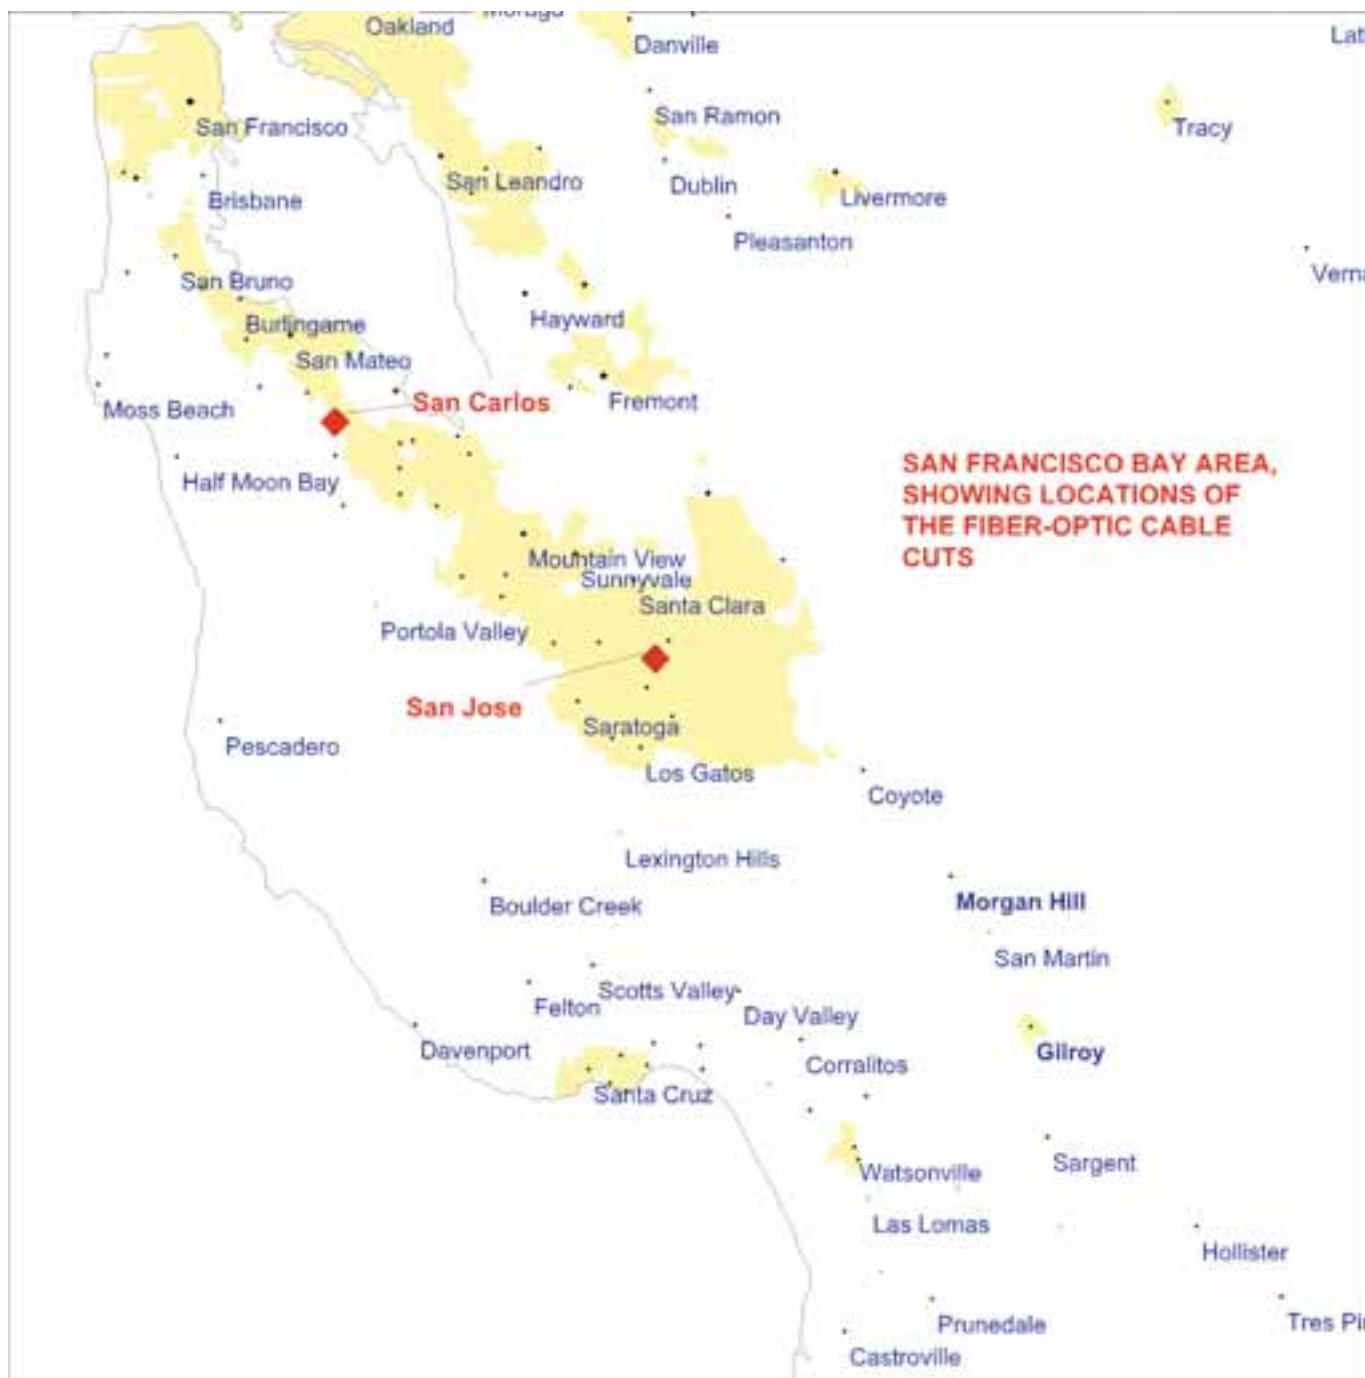 Oakland
Moraga
Danville
San Ramon
Tracy
San Francisco
San Leandro
Dublin
Livermore
Brisbane
Pleasanton
San Bruno
Hayward
Burlingame
San Mateo
Moss Beach
San Carlos
Fremont
Half Moon Bay
SAN FRANCISCO BAY AREA,
SHOWING LOCATIONS OF
THE FIBER-OPTIC CABLE
CUTS
Mountain View
Sunnyvale
Santa Clara
Portola Valley
San Jose
Saratoga
Pescadero
Los Gatos
Coyote
Lexington Hills
Boulder Creek
Morgan Hill
San Martin
Scotts Valley
Felton
Day Valley
Davenport
Gilroy
Corralitos
Santa Cruz
Sargent
Watsonville
Las Lomas
Hollister
Prunedale
Tres Pi
Castroville